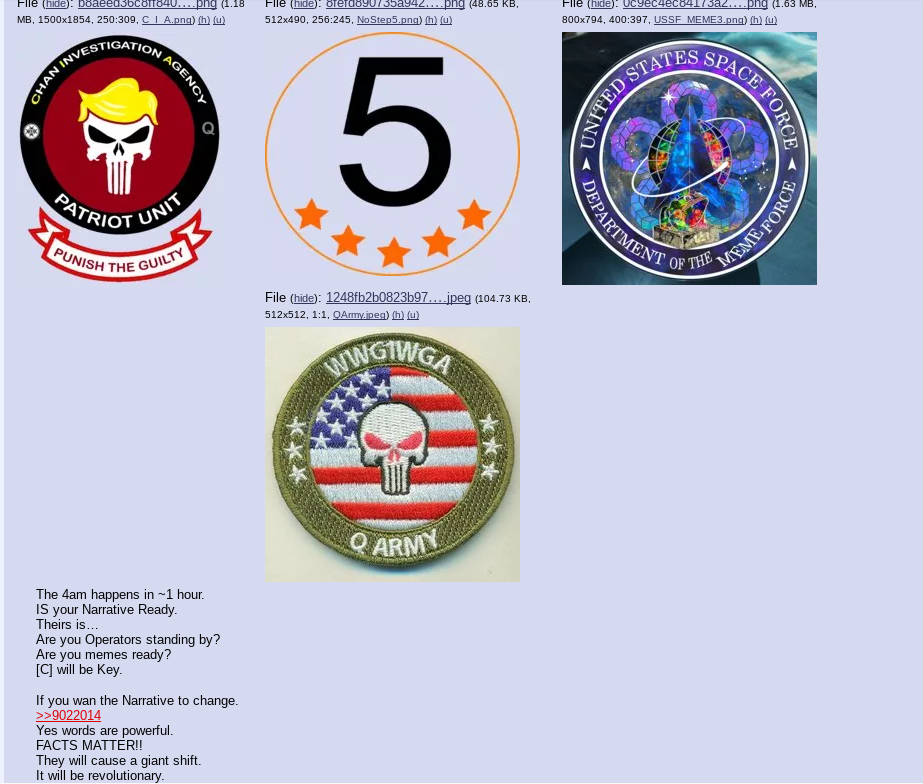 File (hide): b8aeed36c8ff840....png (1.18
MB, 1500x1854, 250:309, C_I_A.png) (h) (u)
CHAN INVESTIGATION AGENCY
Q
PATRIOT UNIT
PUNISH THE GUILTY
File (hide): 8fefd890735a942....png (48.65 KB,
512x490, 256:245, NoStep5.png) (h) (u)
5
File (hide): 0c9ec4ec84173a2....png (1.63 MB,
800x794, 400:397, USSF_MEME3.png) (h) (u)
UNITED STATES SPACE FORCE
DEPARTMENT OF THE MEME FORCE
File (hide): 1248fb2b0823b97....jpeg (104.73 KB,
512x512, 1:1, QArmy.jpeg) (h) (u)
WWG1WGA
Q ARMY
The 4am happens in ~1 hour.
IS your Narrative Ready.
Theirs is...
Are you Operators standing by?
Are you memes ready?
[C] will be Key.
If you wan the Narrative to change.
>>9022014
Yes words are powerful.
FACTS MATTER!!
They will cause a giant shift.
It will be revolutionary.